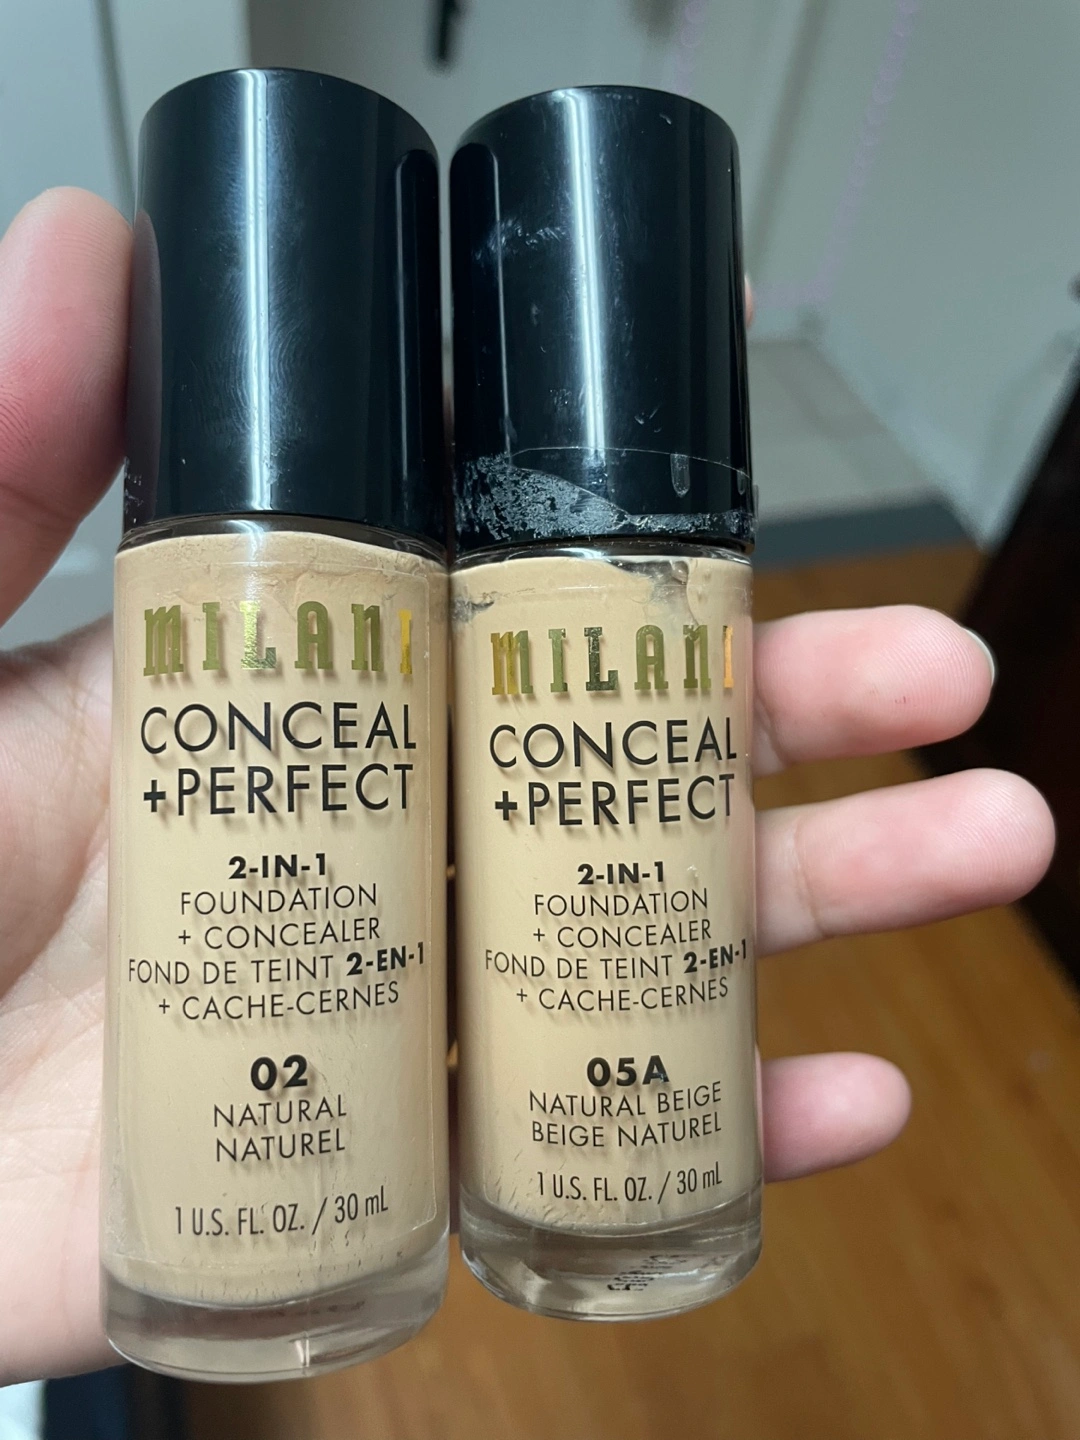 MILANI
CONCEAL
+PERFECT
2-IN-1
FOUNDATION
+ CONCEALER
FOND DE TEINT 2-EN-1
+ CACHE-CERNES
02
NATURAL
NATUREL
1 U.S. FL. OZ. / 30 mL
MILANI
CONCEAL
+PERFECT
2-IN-1
FOUNDATION
+ CONCEALER
FOND DE TEINT 2-EN-1
+ CACHE-CERNES
05A
NATURAL BEIGE
BEIGE NATUREL
1 U.S. FL. OZ. / 30 mL